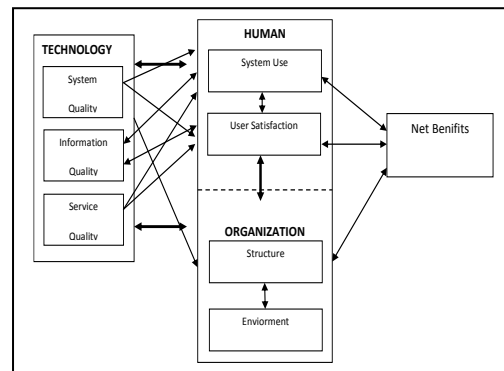 TECHNOLOGY
System
Quality
Information
Quality
Service
Quality
HUMAN
System Use
User Satisfaction
ORGANIZATION
Structure
Enviorment
Net Benifits